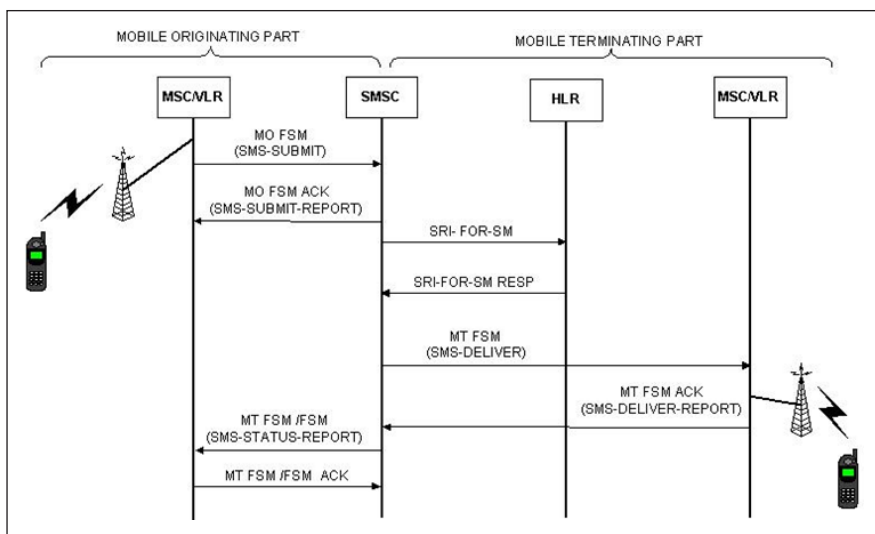 MOBILE ORIGINATING PART
MOBILE TERMINATING PART
MSC/VLR
SMSC
HLR
MSC/VLR
MO FSM
(SMS-SUBMIT)
MO FSM ACK
(SMS-SUBMIT-REPORT)
SRI- FOR-SM
SRI-FOR-SM RESP
MT FSM
(SMS-DELIVER)
MT FSM ACK
(SMS-DELIVER-REPORT)
MT FSM /FSM
(SMS-STATUS-REPORT)
MT FSM /FSM ACK